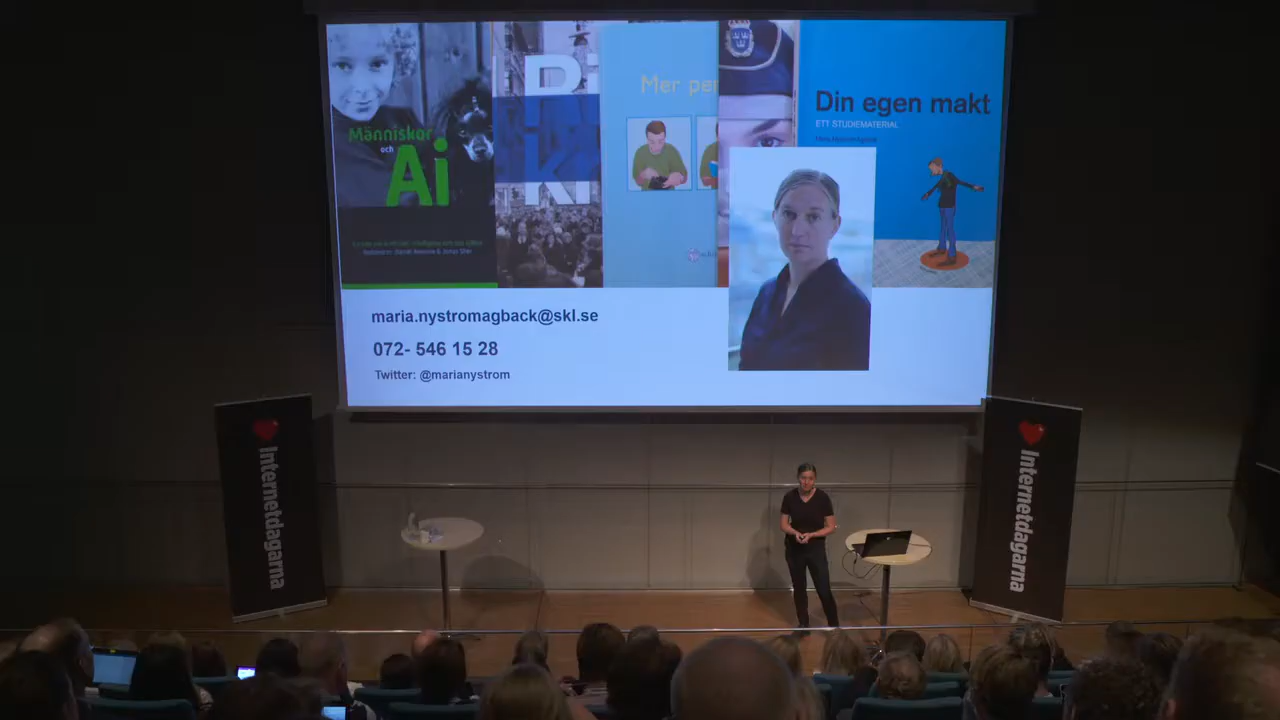 Människor
och
Ai
Mer per
Din egen makt
ETT STUDIEMATERIAL
maria.nystromagback@skl.se
072- 546 15 28
Twitter: @marianystrom
Internetdagarna
Internetdagarna